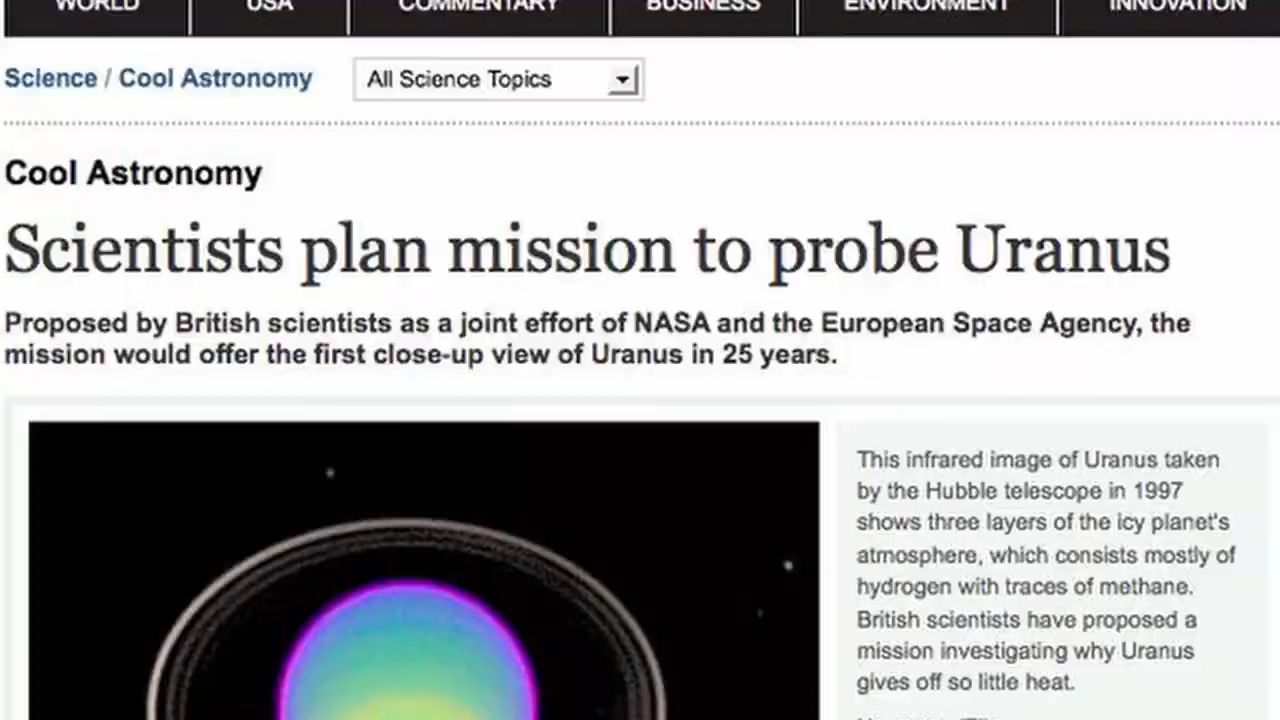 WORLD USA COMMENTARY BUSINESS ENVIRONMENT INNOVATION
Science / Cool Astronomy All Science Topics
Cool Astronomy
Scientists plan mission to probe Uranus
Proposed by British scientists as a joint effort of NASA and the European Space Agency, the
mission would offer the first close-up view of Uranus in 25 years.
This infrared image of Uranus taken
by the Hubble telescope in 1997
shows three layers of the icy planet's
atmosphere, which consists mostly of
hydrogen with traces of methane.
British scientists have proposed a
mission investigating why Uranus
gives off so little heat.